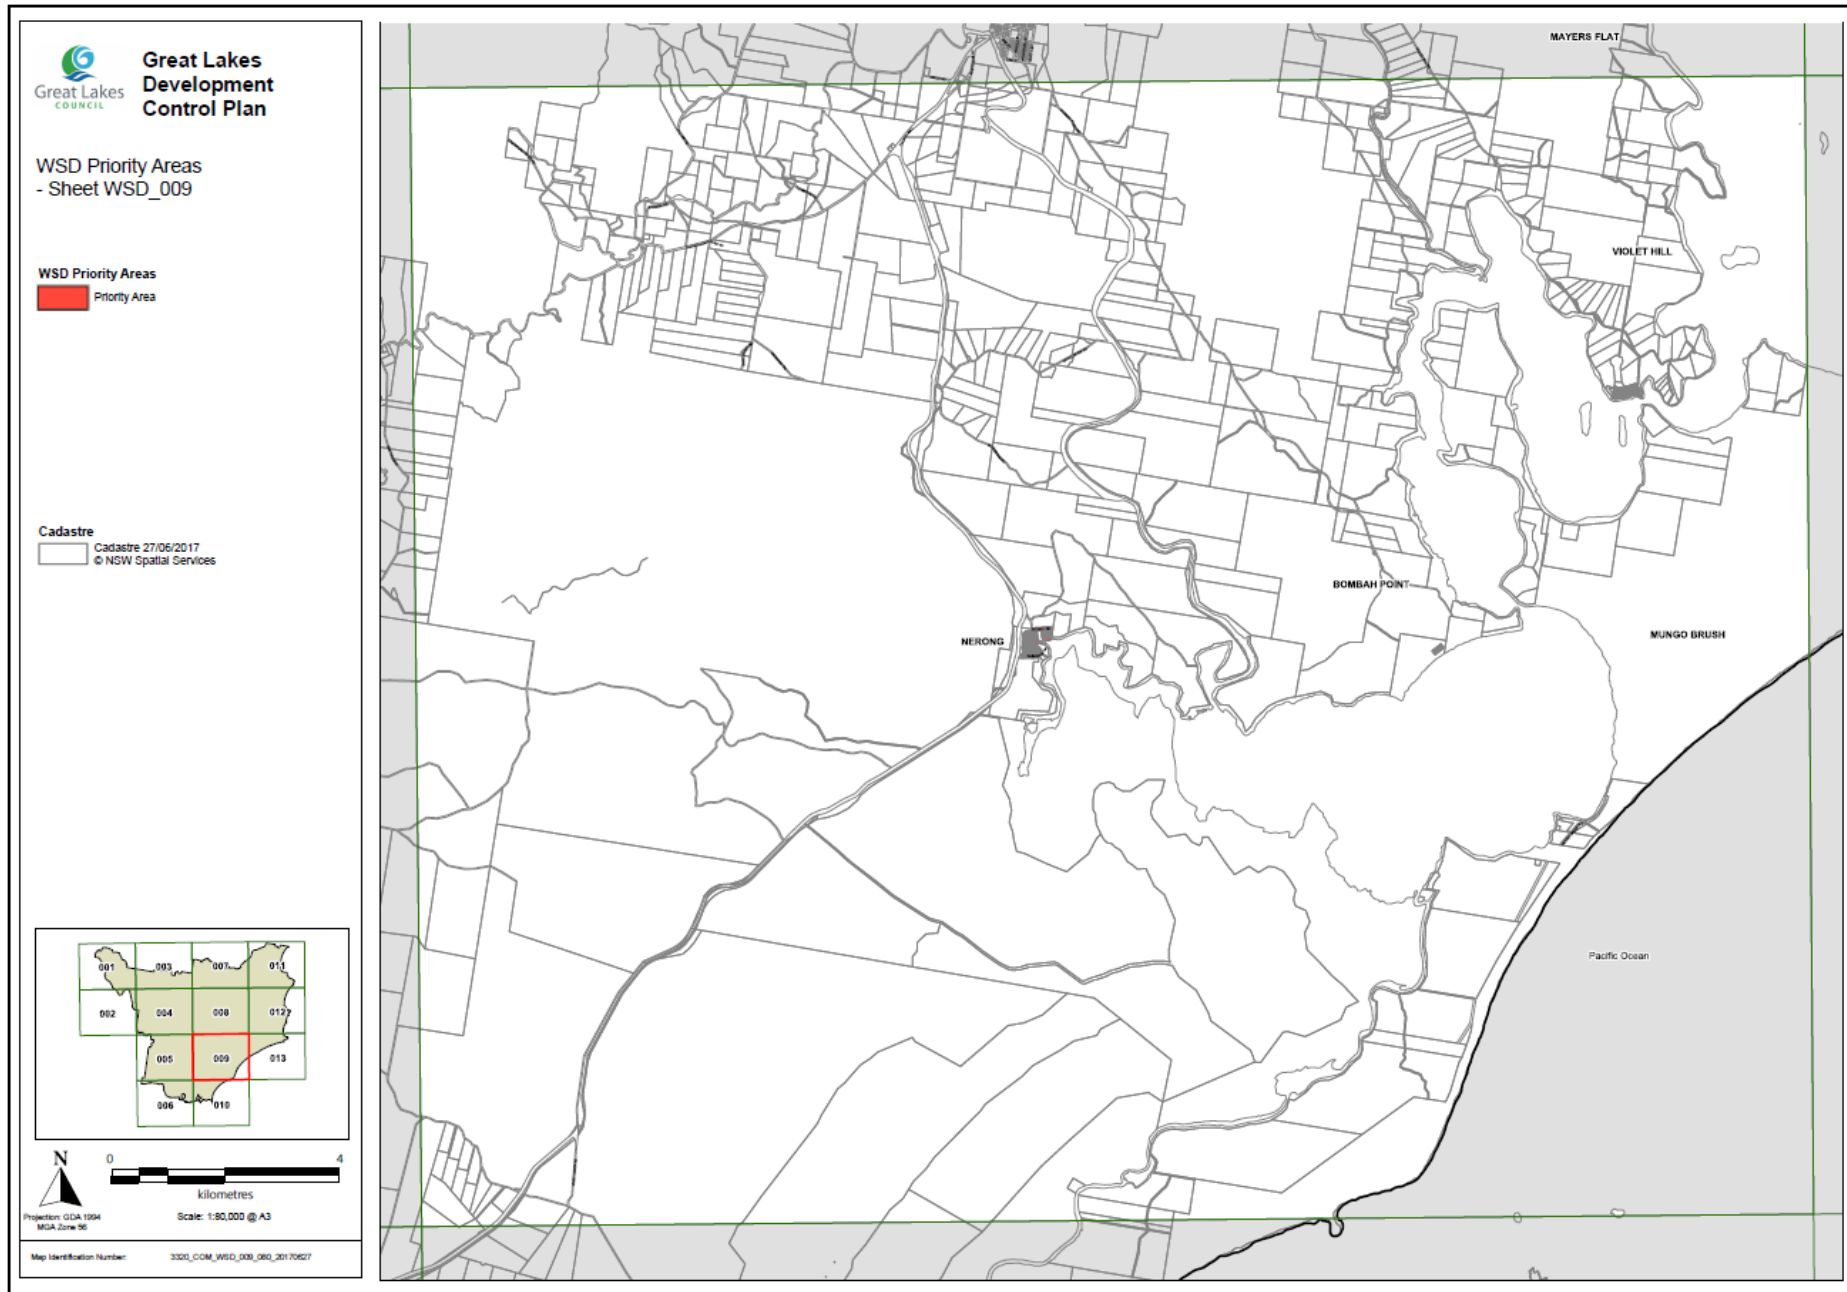 Great Lakes
COUNCIL
Great Lakes
Development
Control Plan
WSD Priority Areas
- Sheet WSD_009
WSD Priority Areas
Priority Area
Cadastre
Cadastre 27/06/2017
© NSW Spatial Services
001
003
007
011
002
004
008
012
005
009
013
006
010
N
0
4
kilometres
Projection: GDA 1994
MGA Zone 56
Scale: 1:80,000 @ A3
Map Identification Number:
3320_COM_WSD_009_080_20170627
MAYERS FLAT
VIOLET HILL
BOMBAH POINT
NERONG
MUNGO BRUSH
Pacific Ocean